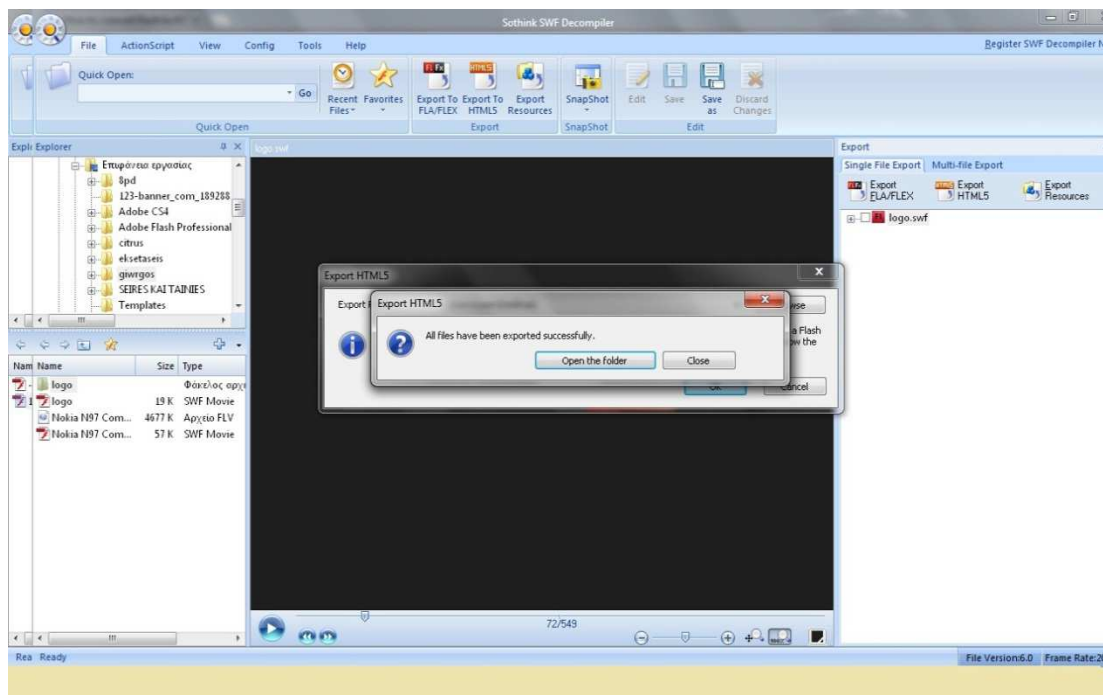 Sothink SWF Decompiler
File ActionScript View Config Tools Help
Register SWF Decompiler N
Quick Open:
Go
Recent Files
Favorites
Export To FLA/FLEX
Export To HTML5
Export Resources
SnapShot
Edit
Save
Save as
Discard Changes
Quick Open
Export
SnapShot
Edit
Explorer
logo.swf
Export
Επιφάνεια εργασίας
8pd
123-banner_com_189288
Adobe CS4
Adobe Flash Professional
citrus
eksetaseis
giwrgos
SEIRES KAI TAINIES
Templates
Single File Export Multi-file Export
Export FLA/FLEX
Export HTML5
Export Resources
logo.swf
Export HTML5
Export HTML5
All files have been exported successfully.
Open the folder
Close
a Flash
Cancel
Nam Name Size Type
logo
logo 19 K SWF Movie
Nokia N97 Com... 4677 K Αρχείο FLV
Nokia N97 Com... 57 K SWF Movie
72/549
Rea Ready
File Version:6.0 Frame Rate:2